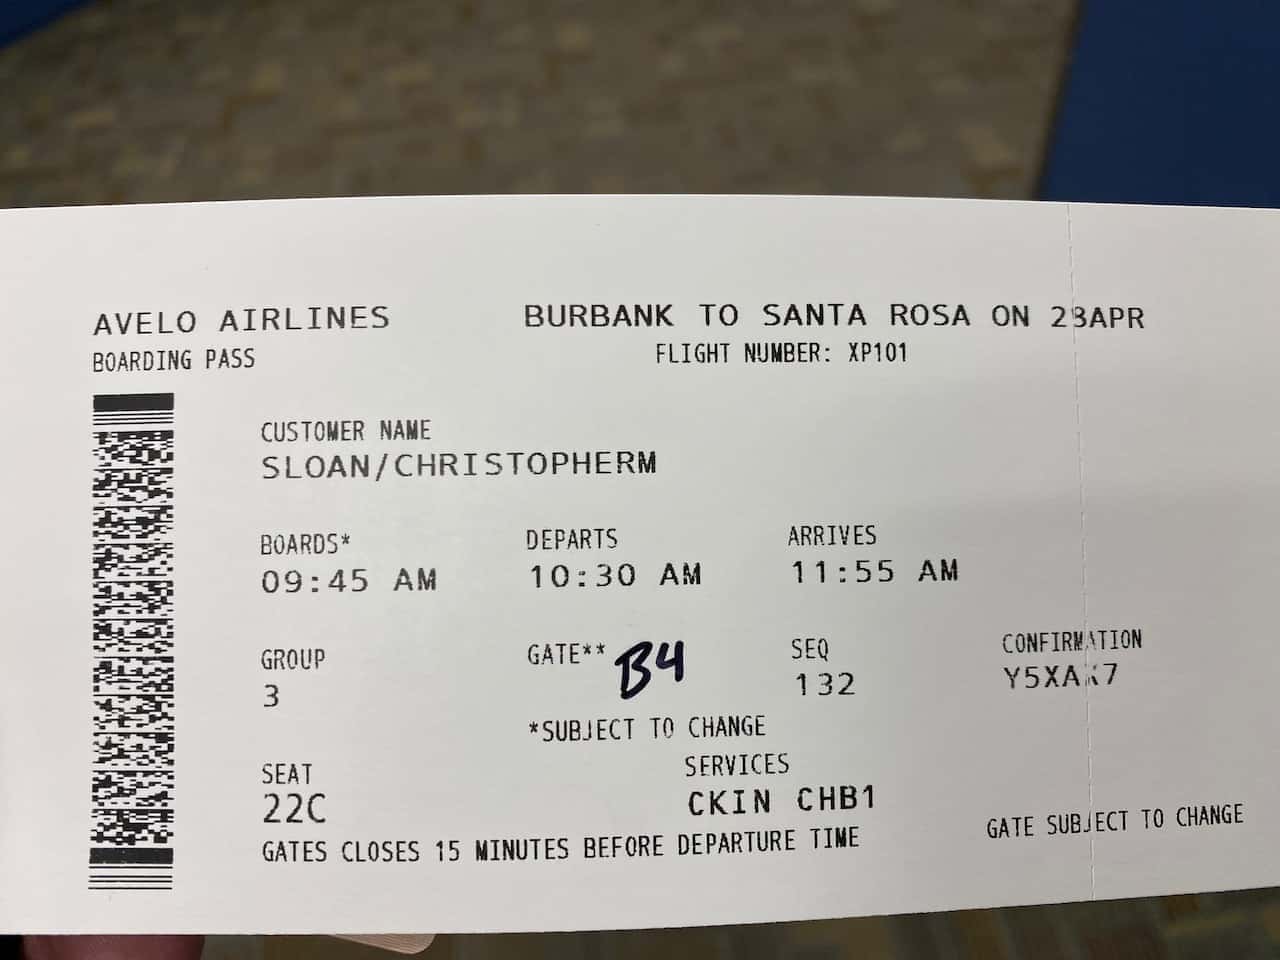 AVELO AIRLINES
BURBANK TO SANTA ROSA ON 28APR
BOARDING PASS
FLIGHT NUMBER: XP101
CUSTOMER NAME
SLOAN/CHRISTOPHERM
BOARDS* DEPARTS ARRIVES
09:45 AM 10:30 AM 11:55 AM
GROUP GATE** B4 SEQ CONFIRMATION
3 132 Y5XAK7
*SUBJECT TO CHANGE
SEAT SERVICES
22C CKIN CHB1
GATES CLOSES 15 MINUTES BEFORE DEPARTURE TIME
GATE SUBJECT TO CHANGE